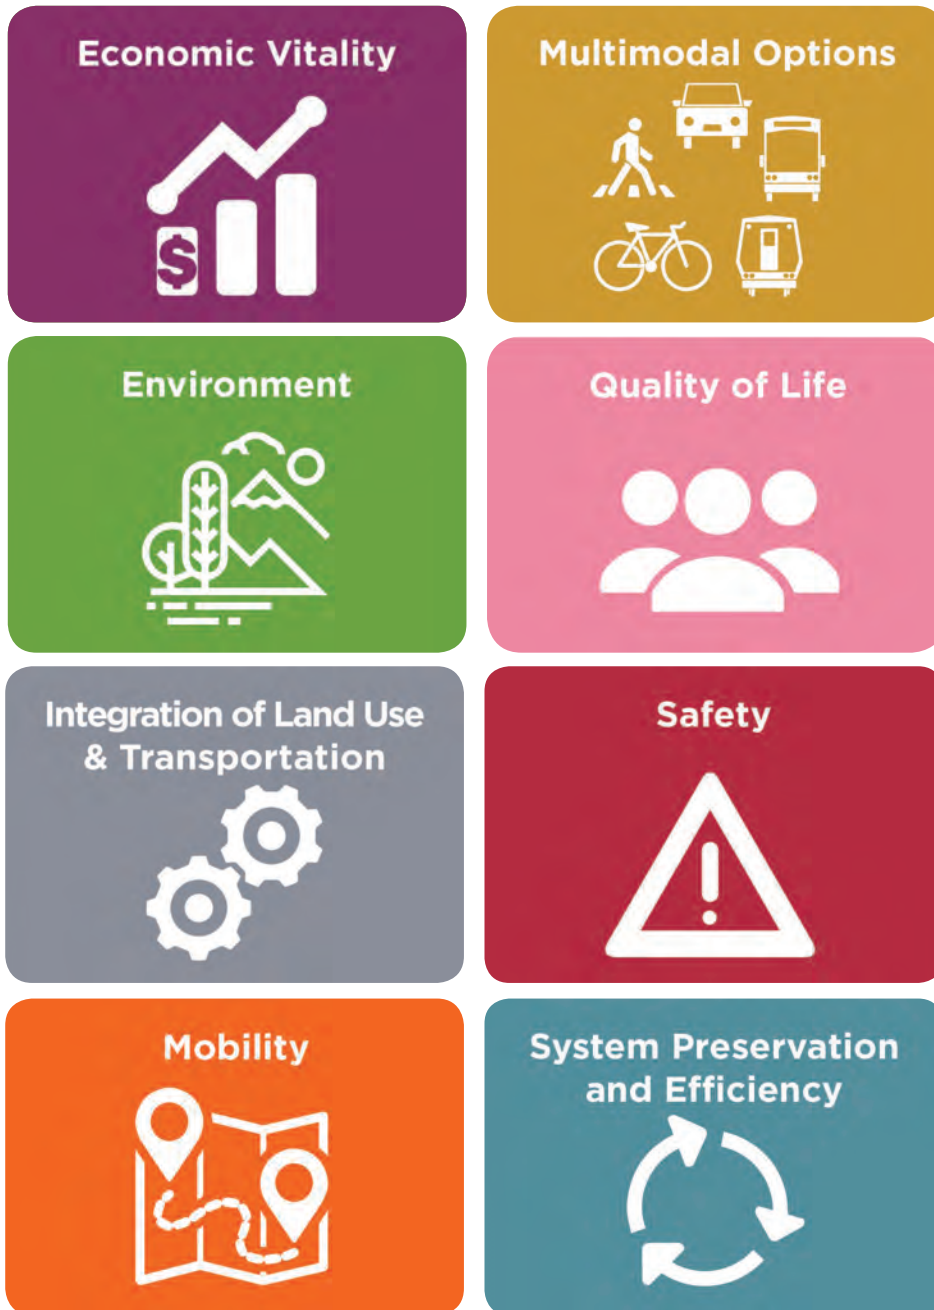 Economic Vitality
$
Multimodal Options
Environment
Quality of Life
Integration of Land Use
& Transportation
Safety
!
Mobility
System Preservation
and Efficiency